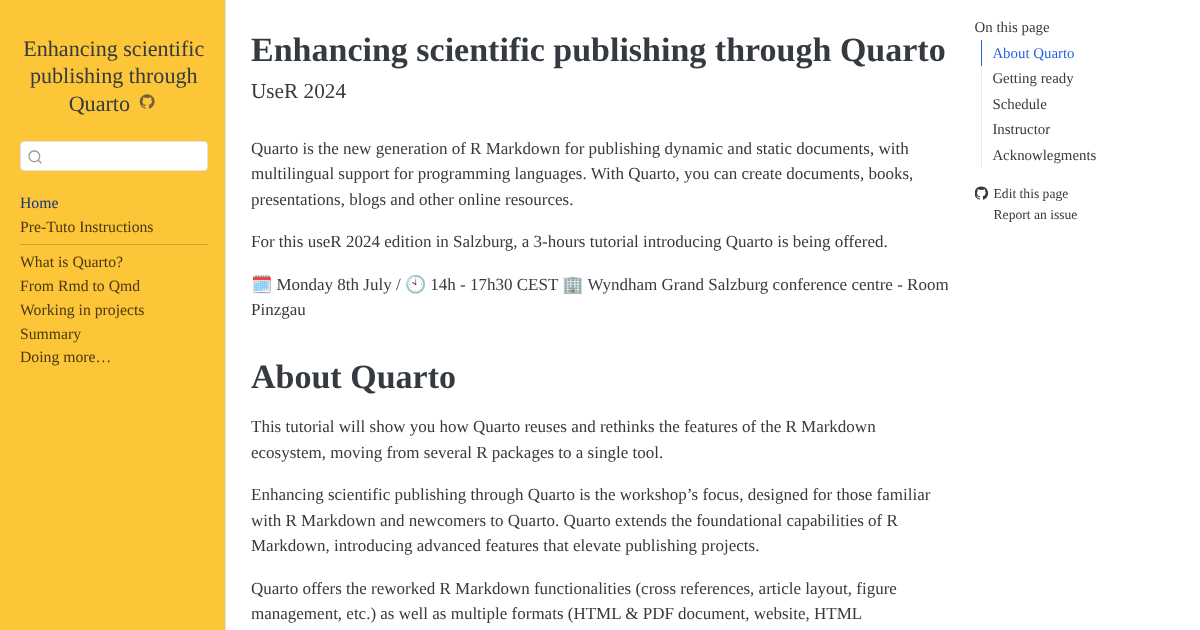 Enhancing scientific
publishing through
Quarto
Home
Pre-Tuto Instructions
What is Quarto?
From Rmd to Qmd
Working in projects
Summary
Doing more…
Enhancing scientific publishing through Quarto
UseR 2024
Quarto is the new generation of R Markdown for publishing dynamic and static documents, with
multilingual support for programming languages. With Quarto, you can create documents, books,
presentations, blogs and other online resources.
For this useR 2024 edition in Salzburg, a 3-hours tutorial introducing Quarto is being offered.
🗓️ Monday 8th July / 🕙 14h - 17h30 CEST 🏢 Wyndham Grand Salzburg conference centre - Room
Pinzgau
About Quarto
This tutorial will show you how Quarto reuses and rethinks the features of the R Markdown
ecosystem, moving from several R packages to a single tool.
Enhancing scientific publishing through Quarto is the workshop’s focus, designed for those familiar
with R Markdown and newcomers to Quarto. Quarto extends the foundational capabilities of R
Markdown, introducing advanced features that elevate publishing projects.
Quarto offers the reworked R Markdown functionalities (cross references, article layout, figure
management, etc.) as well as multiple formats (HTML & PDF document, website, HTML
On this page
About Quarto
Getting ready
Schedule
Instructor
Acknowlegments
Edit this page
Report an issue